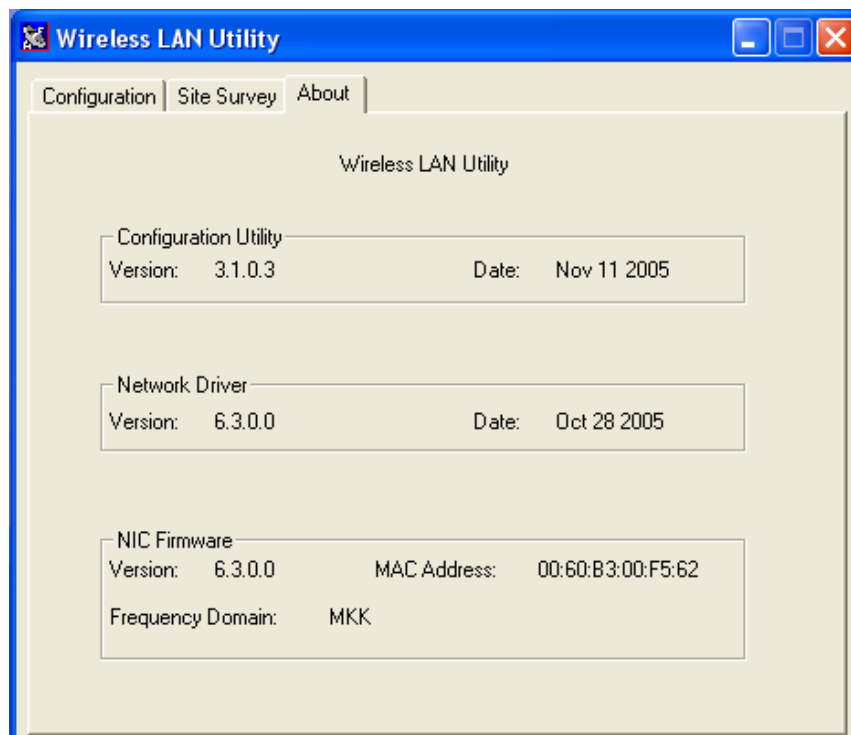 Wireless LAN Utility
Configuration Site Survey About
Wireless LAN Utility
Configuration Utility
Version: 3.1.0.3 Date: Nov 11 2005
Network Driver
Version: 6.3.0.0 Date: Oct 28 2005
NIC Firmware
Version: 6.3.0.0 MAC Address: 00:60:B3:00:F5:62
Frequency Domain: MKK